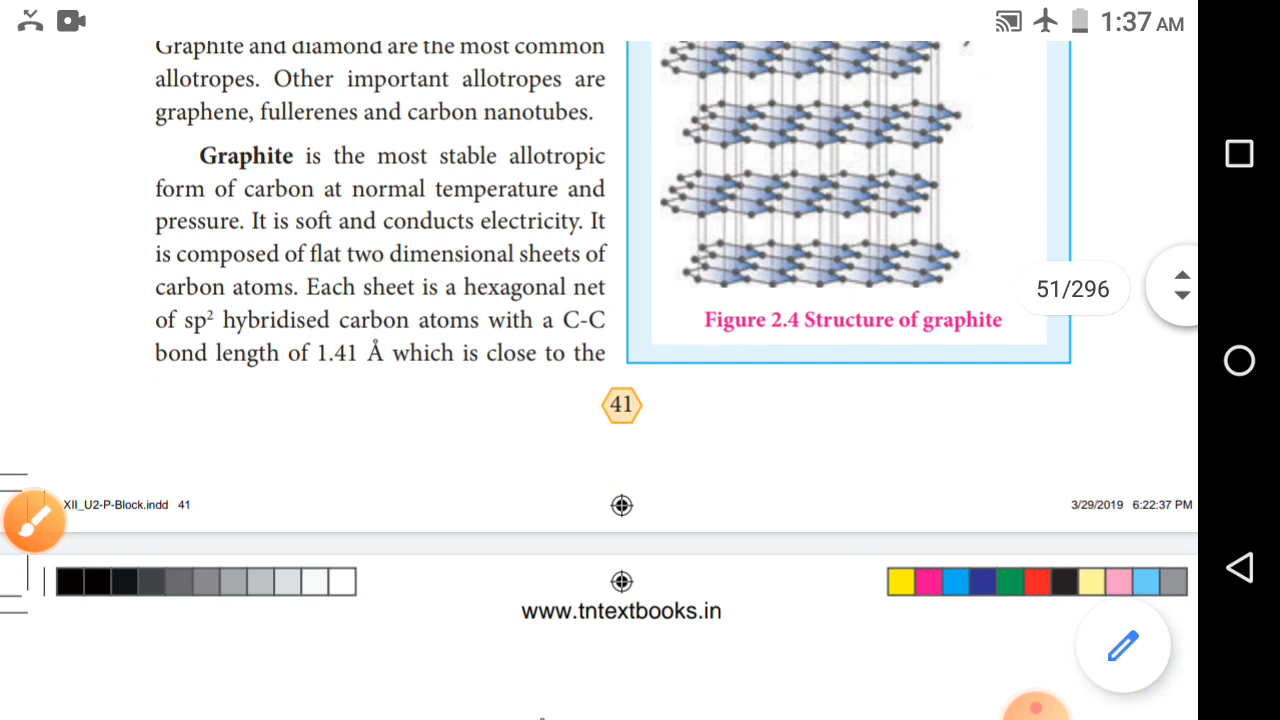 1:37 AM
Graphite and diamond are the most common
allotropes. Other important allotropes are
graphene, fullerenes and carbon nanotubes.
Graphite is the most stable allotropic
form of carbon at normal temperature and
pressure. It is soft and conducts electricity. It
is composed of flat two dimensional sheets of
carbon atoms. Each sheet is a hexagonal net
of sp² hybridised carbon atoms with a C-C
bond length of 1.41 Å which is close to the
Figure 2.4 Structure of graphite
51/296
41
XII_U2-P-Block.indd 41
3/29/2019 6:22:37 PM
www.tntextbooks.in